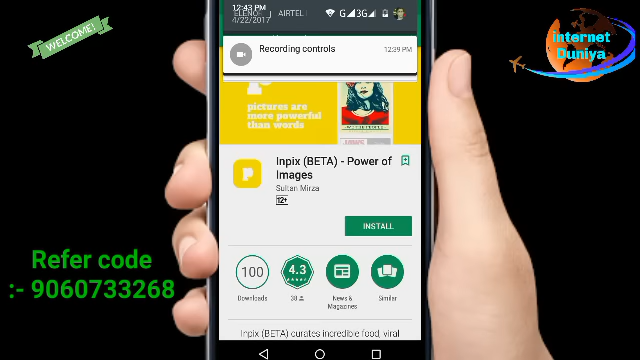 WELCOME!
12:43 PM
4/22/2017
AIRTEL
G 3G
Recording controls
12:39 PM
internet
Duniya
pictures are
more powerful
than words
Inpix (BETA) - Power of
Images
Sultan Mirza
12+
INSTALL
Refer code
:- 9060733268
100
4.3
Downloads
38
News &
Magazines
Similar
Inpix (BETA) curates incredible food, viral